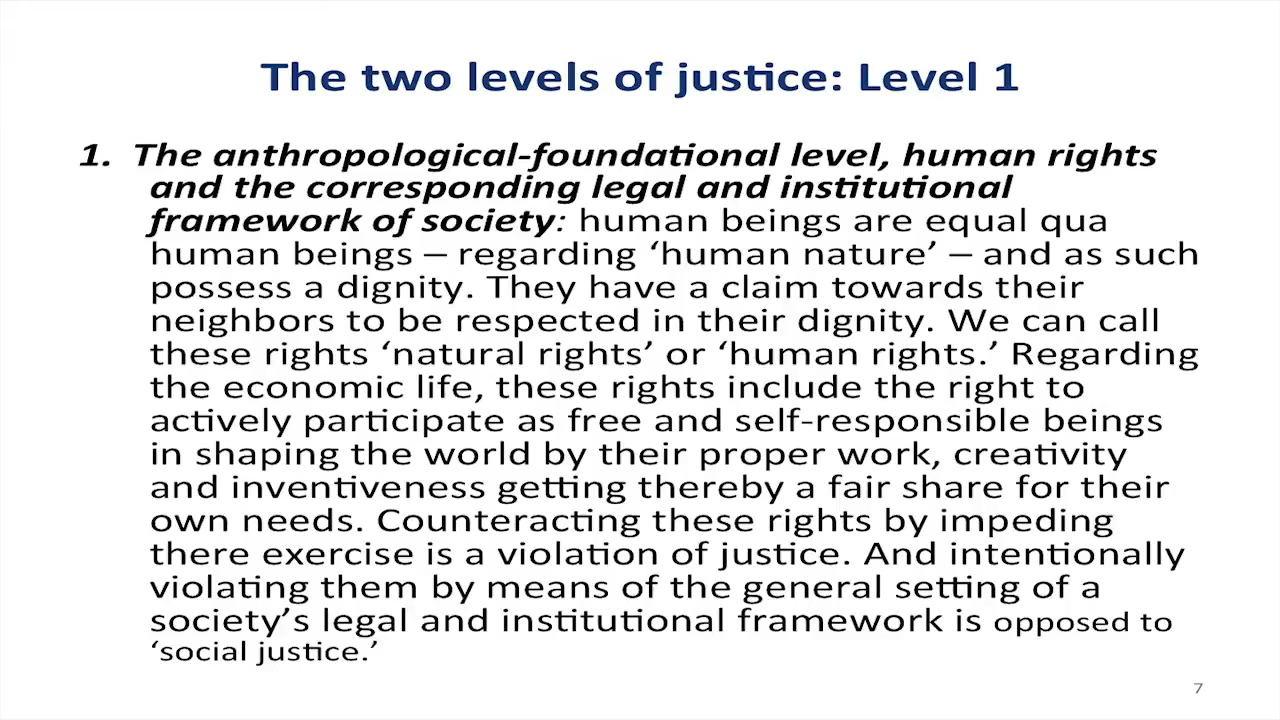 The two levels of justice: Level 1
1. The anthropological-foundational level, human rights
and the corresponding legal and institutional
framework of society: human beings are equal qua
human beings – regarding ‘human nature’ – and as such
possess a dignity. They have a claim towards their
neighbors to be respected in their dignity. We can call
these rights ‘natural rights’ or ‘human rights.’ Regarding
the economic life, these rights include the right to
actively participate as free and self-responsible beings
in shaping the world by their proper work, creativity
and inventiveness getting thereby a fair share for their
own needs. Counteracting these rights by impeding
there exercise is a violation of justice. And intentionally
violating them by means of the general setting of a
society’s legal and institutional framework is opposed to
‘social justice.’
7